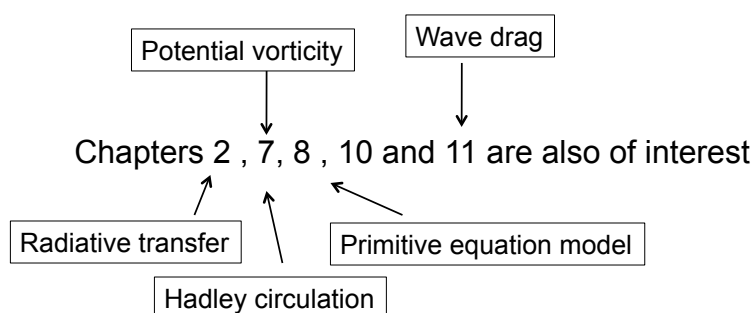 Wave drag
Potential vorticity
Chapters 2 , 7, 8 , 10 and 11 are also of interest
Radiative transfer
Primitive equation model
Hadley circulation